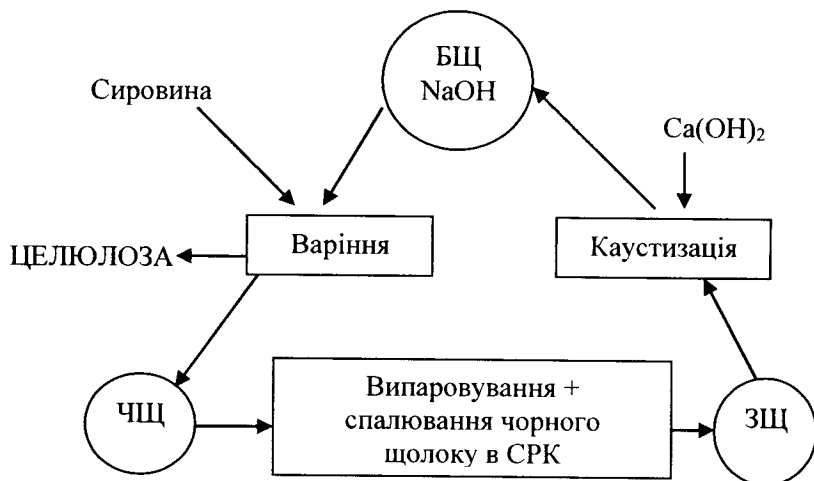 БЩ
NaOH
Сировина
Ca(OH)₂
Варіння
Каустизація
ЦЕЛЮЛОЗА
ЧЩ
Випаровування +
спалювання чорного
щолоку в СРК
ЗЩ